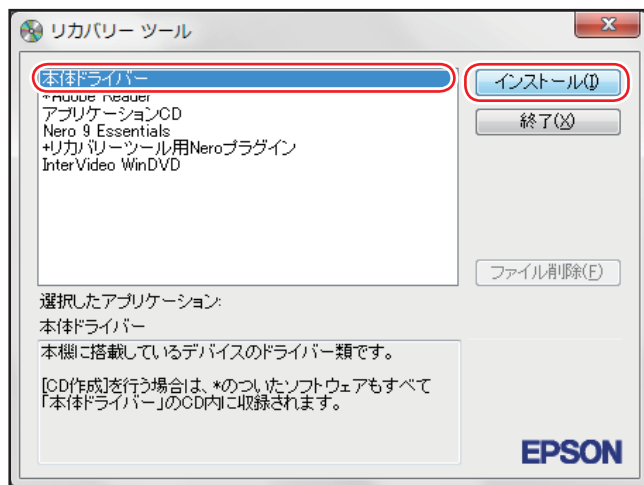 リカバリー ツール
本体ドライバー
*Adobe Reader
アプリケーションCD
Nero 9 Essentials
+リカバリーツール用Neroプラグイン
InterVideo WinDVD
インストール(I)
終了(X)
ファイル削除(F)
選択したアプリケーション:
本体ドライバー
本機に搭載しているデバイスのドライバー類です。
[CD作成]を行う場合は、*のついたソフトウェアもすべて
「本体ドライバー」のCD内に収録されます。
EPSON